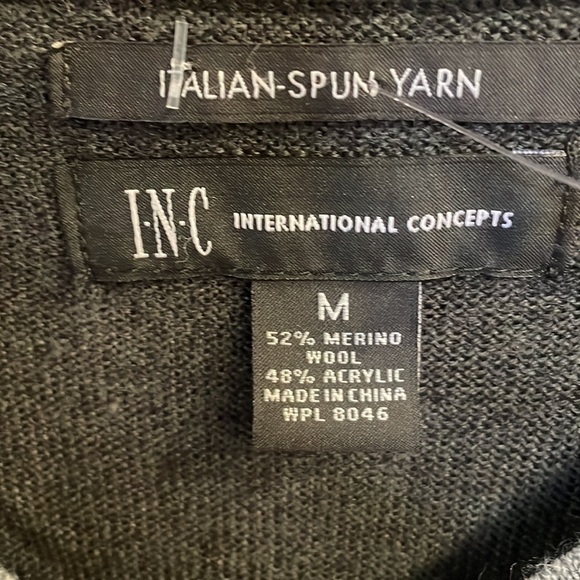 ITALIAN-SPUN YARN
I·N·C INTERNATIONAL CONCEPTS
M
52% MERINO
WOOL
48% ACRYLIC
MADE IN CHINA
WPL 8046